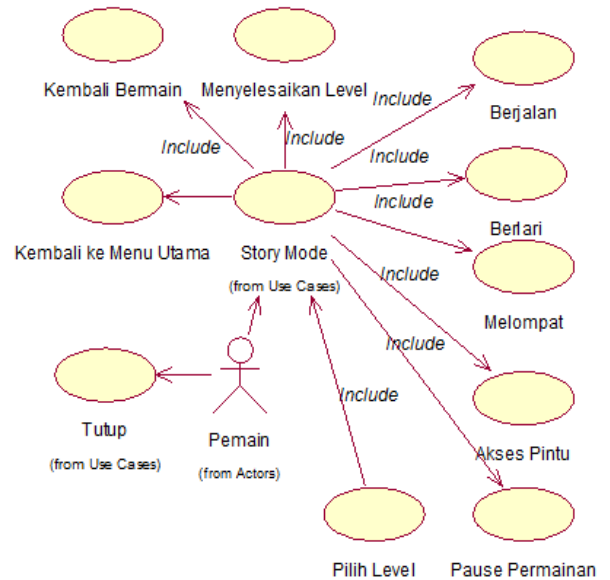 Kembali Bermain
Menyelesaikan Level
Include
Berjalan
Include
Include
Include
Include
Berlari
Kembali ke Menu Utama
Story Mode
(from Use Cases)
Include
Melompat
Include
Include
Tutup
(from Use Cases)
Pemain
(from Actors)
Akses Pintu
Pilih Level
Pause Permainan